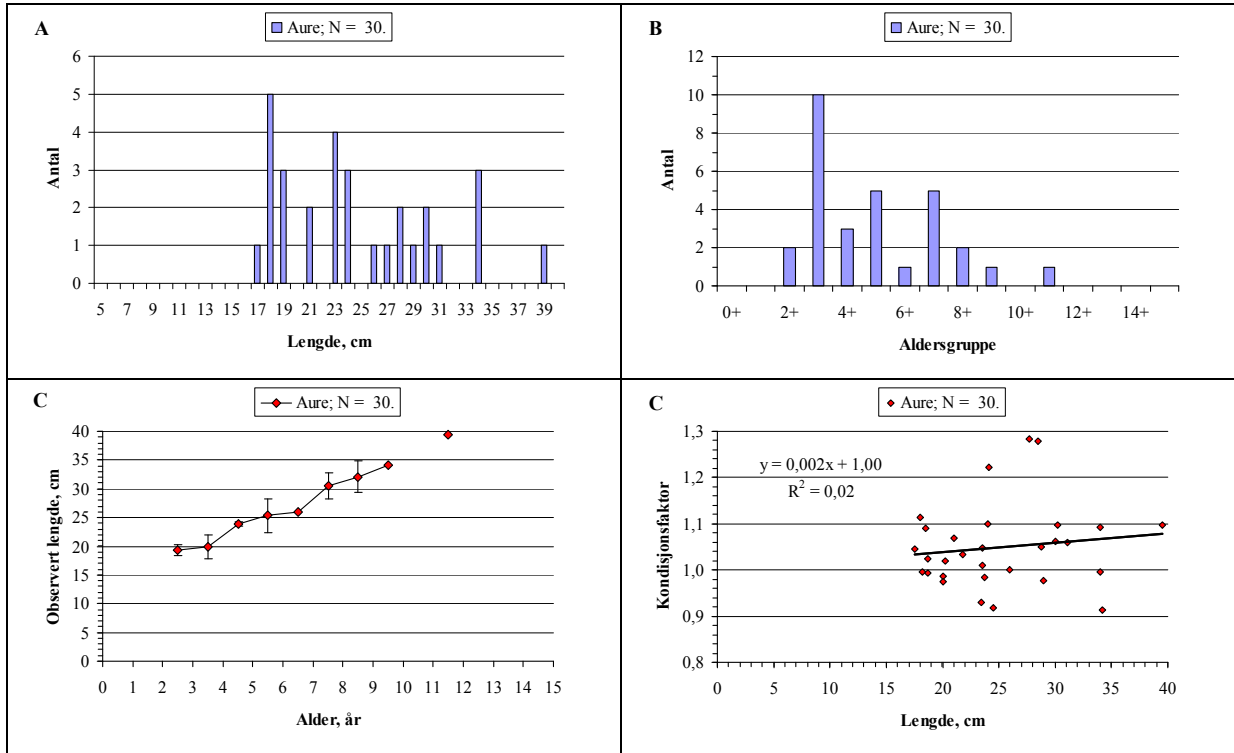 A
Aure; N = 30.
6
5
4
3
2
1
0
Antal
5 7 9 11 13 15 17 19 21 23 25 27 29 31 33 35 37 39
Lengde, cm
B
Aure; N = 30.
12
10
8
6
4
2
0
Antal
0+ 2+ 4+ 6+ 8+ 10+ 12+ 14+
Aldersgruppe
C
Aure; N = 30.
40
35
30
25
20
15
10
5
0
Observert lengde, cm
0 1 2 3 4 5 6 7 8 9 10 11 12 13 14 15
Alder, år
C
Aure; N = 30.
1,3
1,2
1,1
1,0
0,9
0,8
Kondisjonsfaktor
y = 0,002x + 1,00
R² = 0,02
0 5 10 15 20 25 30 35 40
Lengde, cm